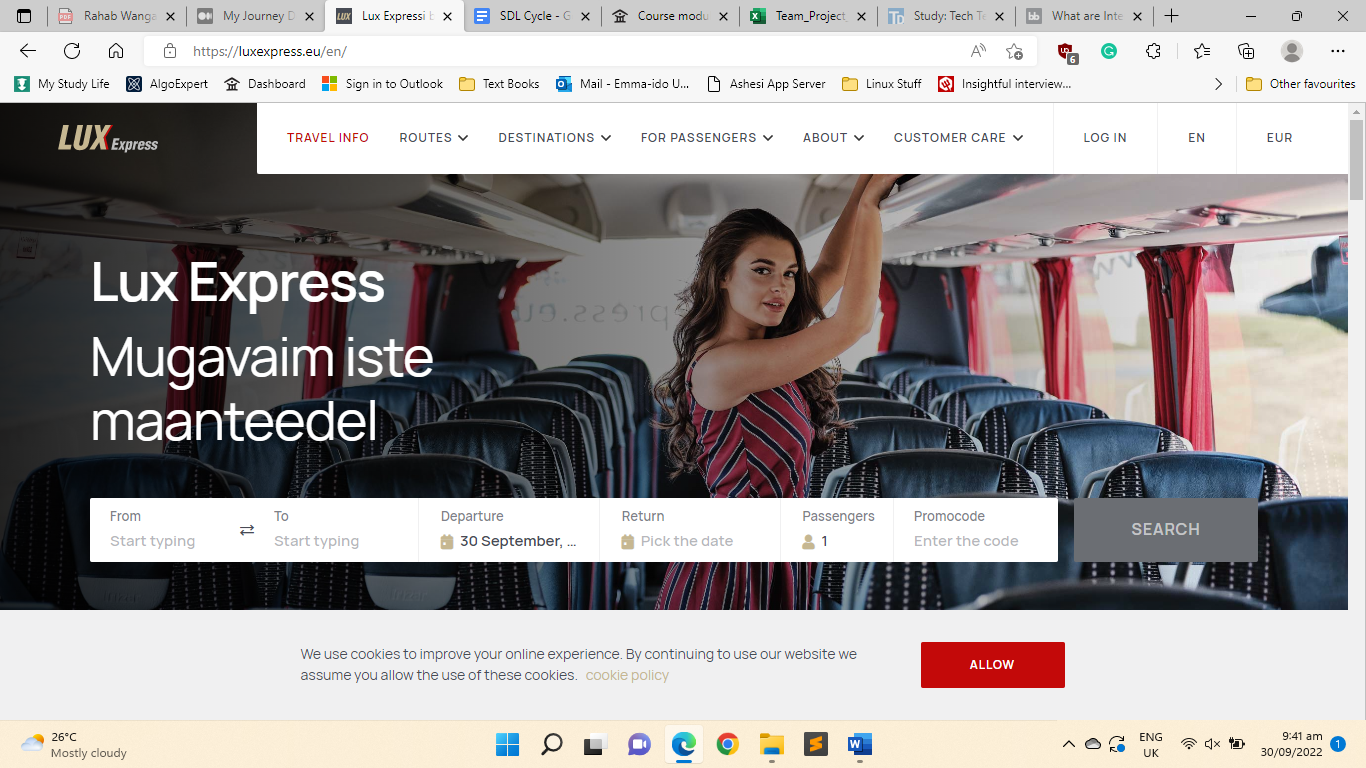 Rahab Wanga
My Journey D
Lux Expressi b
SDL Cycle - G
Course modu
Team_Project_
Study: Tech Te
What are Inte
https://luxexpress.eu/en/
6
My Study Life
AlgoExpert
Dashboard
Sign in to Outlook
Text Books
Mail - Emma-ido U...
Ashesi App Server
Linux Stuff
Insightful interview...
Other favourites
LUX Express
TRAVEL INFO
ROUTES
DESTINATIONS
FOR PASSENGERS
ABOUT
CUSTOMER CARE
LOG IN
EN
EUR
Lux Express
Mugavaim iste
maanteedel
From
Start typing
To
Start typing
Departure
30 September, ...
Return
Pick the date
Passengers
1
Promocode
Enter the code
SEARCH
We use cookies to improve your online experience. By continuing to use our website we
assume you allow the use of these cookies. cookie policy
ALLOW
26°C
Mostly cloudy
ENG
UK
9:41 am
30/09/2022
1